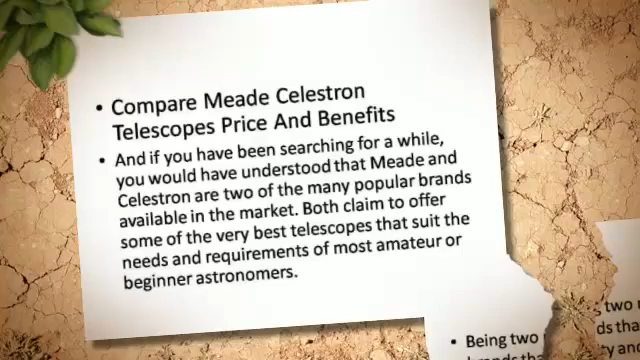 • Compare Meade Celestron
Telescopes Price And Benefits
• And if you have been searching for a while,
you would have understood that Meade and
Celestron are two of the many popular brands
available in the market. Both claim to offer
some of the very best telescopes that suit the
needs and requirements of most amateur or
beginner astronomers.
• Being two
two